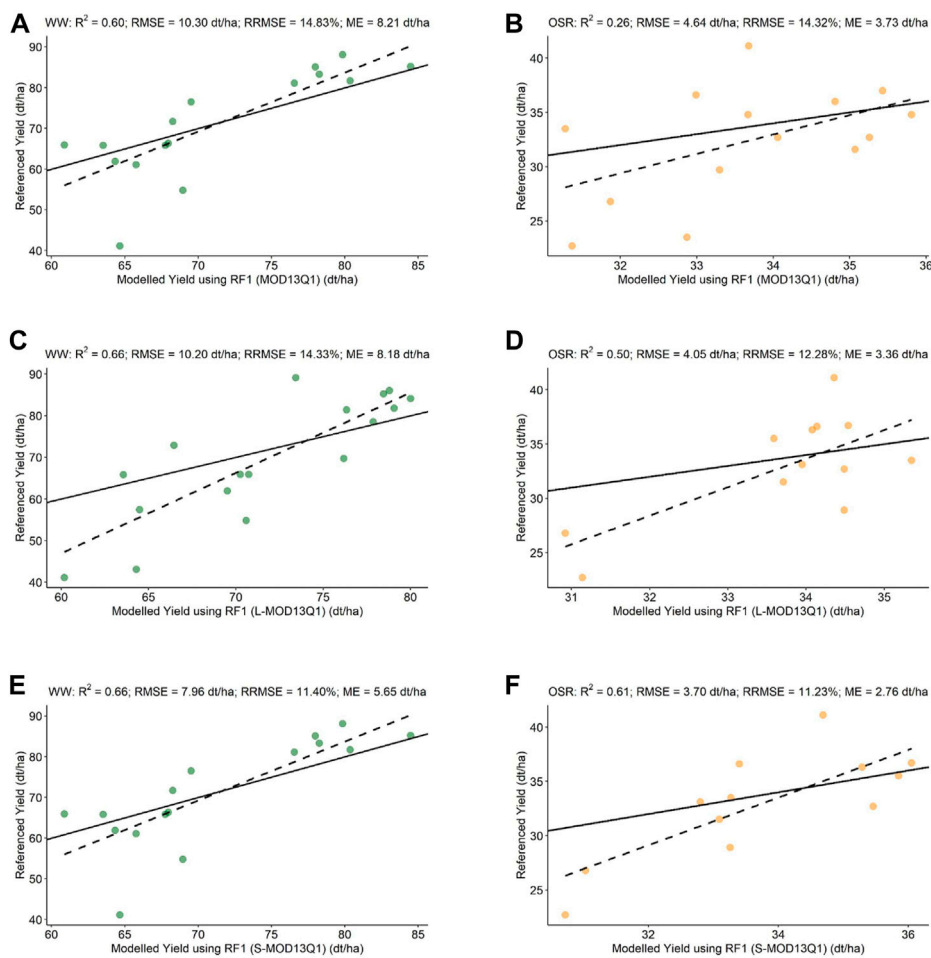 A
WW: R2 = 0.60; RMSE = 10.30 dt/ha; RRMSE = 14.83%; ME = 8.21 dt/ha
Referenced Yield (dt/ha)
90
80
70
60
50
40
60 65 70 75 80 85
Modelled Yield using RF1 (MOD13Q1) (dt/ha)
B
OSR: R2 = 0.26; RMSE = 4.64 dt/ha; RRMSE = 14.32%; ME = 3.73 dt/ha
Referenced Yield (dt/ha)
40
35
30
25
32 33 34 35 36
Modelled Yield using RF1 (MOD13Q1) (dt/ha)
C
WW: R2 = 0.66; RMSE = 10.20 dt/ha; RRMSE = 14.33%; ME = 8.18 dt/ha
Referenced Yield (dt/ha)
90
80
70
60
50
40
60 65 70 75 80
Modelled Yield using RF1 (L-MOD13Q1) (dt/ha)
D
OSR: R2 = 0.50; RMSE = 4.05 dt/ha; RRMSE = 12.28%; ME = 3.36 dt/ha
Referenced Yield (dt/ha)
40
35
30
25
31 32 33 34 35
Modelled Yield using RF1 (L-MOD13Q1) (dt/ha)
E
WW: R2 = 0.66; RMSE = 7.96 dt/ha; RRMSE = 11.40%; ME = 5.65 dt/ha
Referenced Yield (dt/ha)
90
80
70
60
50
40
60 65 70 75 80 85
Modelled Yield using RF1 (S-MOD13Q1) (dt/ha)
F
OSR: R2 = 0.61; RMSE = 3.70 dt/ha; RRMSE = 11.23%; ME = 2.76 dt/ha
Referenced Yield (dt/ha)
40
35
30
25
32 34 36
Modelled Yield using RF1 (S-MOD13Q1) (dt/ha)